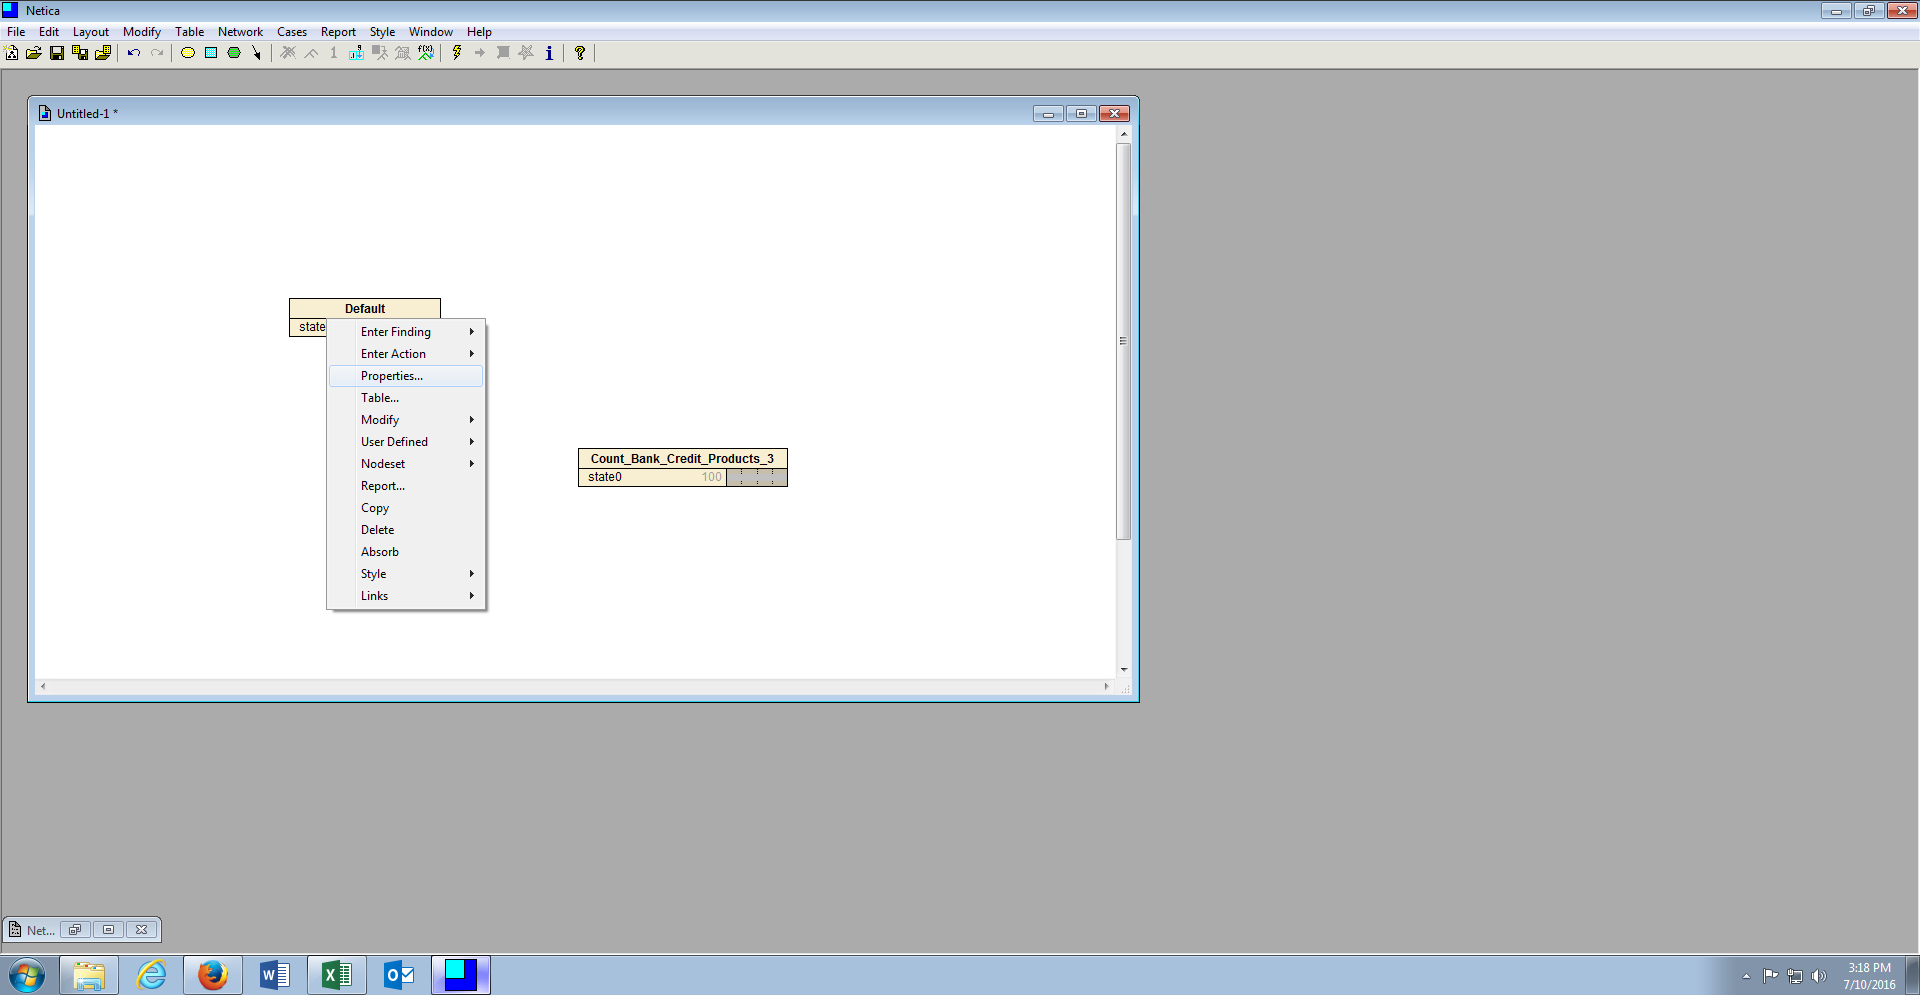 Netica
File Edit Layout Modify Table Network Cases Report Style Window Help
1 f(x)
Untitled-1 *
Default
state
Enter Finding
Enter Action
Properties...
Table...
Modify
User Defined
Nodeset
Report...
Copy
Delete
Absorb
Style
Links
Count_Bank_Credit_Products_3
state0 100
Net...
3:18 PM
7/10/2016